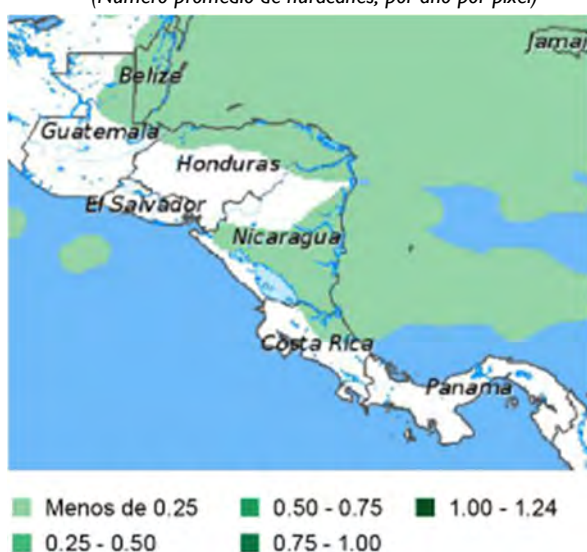 (Número promedio de huracanes, por año por pixel)
Jamaj
Belize
Guatemala
Honduras
El Salvador
Nicaragua
Costa Rica
Panama
Menos de 0.25
0.50 - 0.75
1.00 - 1.24
0.25 - 0.50
0.75 - 1.00